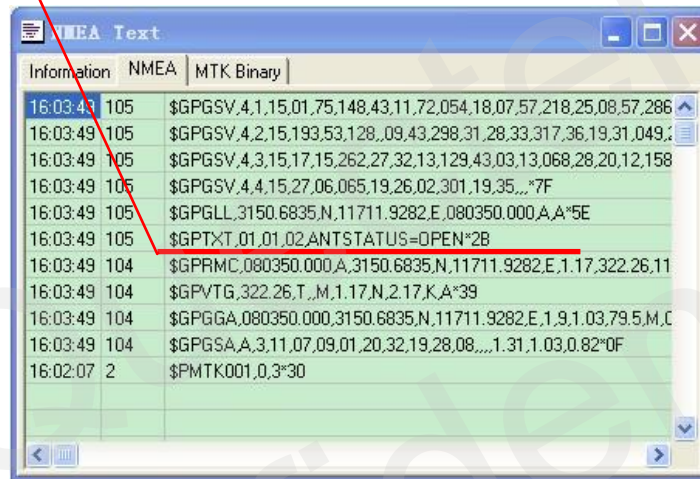 NMEA Text
Information NMEA MTK Binary
16:03:49 105 $GPGSV,4,1,15,01,75,148,43,11,72,054,18,07,57,218,25,08,57,286
16:03:49 105 $GPGSV,4,2,15,193,53,128,,09,43,298,31,28,33,317,36,19,31,049,2
16:03:49 105 $GPGSV,4,3,15,17,15,262,27,32,13,129,43,03,13,068,28,20,12,158
16:03:49 105 $GPGSV,4,4,15,27,06,065,19,26,02,301,19,35,,,*7F
16:03:49 105 $GPGLL,3150.6835,N,11711.9282,E,080350.000,A,A*5E
16:03:49 105 $GPTXT,01,01,02,ANTSTATUS=OPEN*2B
16:03:49 104 $GPRMC,080350.000,A,3150.6835,N,11711.9282,E,1.17,322.26,11
16:03:49 104 $GPVTG,322.26,T,,M,1.17,N,2.17,K,A*39
16:03:49 104 $GPGGA,080350.000,3150.6835,N,11711.9282,E,1,9,1.03,79.5,M,0
16:03:49 104 $GPGSA,A,3,11,07,09,01,20,32,19,28,08,,,,1.31,1.03,0.82*0F
16:02:07 2 $PMTK001,0,3*30